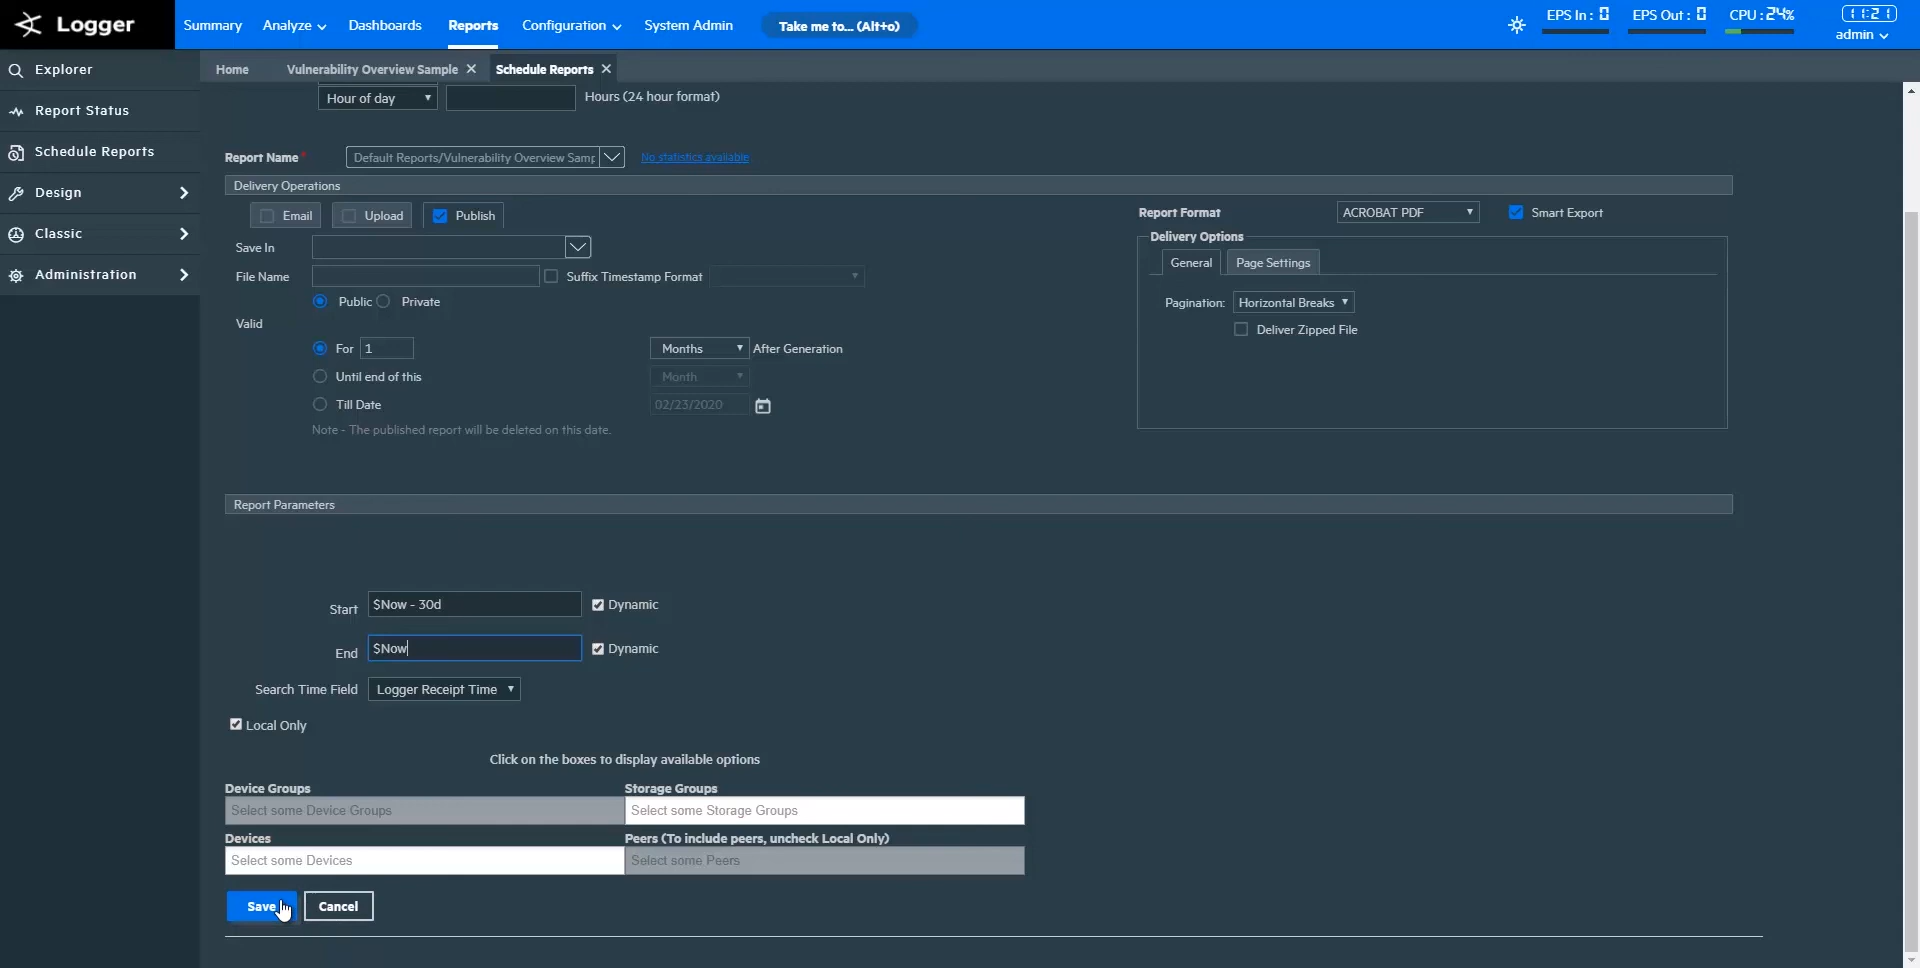 Logger
Summary Analyze Dashboards Reports Configuration System Admin Take me to... (Alt+o) EPS In : 0 EPS Out : 0 CPU : 24% 11:21
admin
Explorer
Report Status
Schedule Reports
Design
Classic
Administration
Home Vulnerability Overview Sample Schedule Reports
Hour of day Hours (24 hour format)
Report Name* Default Reports/Vulnerability Overview Samp No statistics available
Delivery Operations
Email Upload Publish
Report Format ACROBAT PDF Smart Export
Save In
File Name Suffix Timestamp Format
Public Private
Valid
For 1 Months After Generation
Until end of this Month
Till Date 02/23/2020
Note - The published report will be deleted on this date.
Delivery Options
General Page Settings
Pagination: Horizontal Breaks
Deliver Zipped File
Report Parameters
Start $Now - 30d Dynamic
End $Now Dynamic
Search Time Field Logger Receipt Time
Local Only
Click on the boxes to display available options
Device Groups Storage Groups
Select some Device Groups Select some Storage Groups
Devices Peers (To include peers, uncheck Local Only)
Select some Devices Select some Peers
Save Cancel